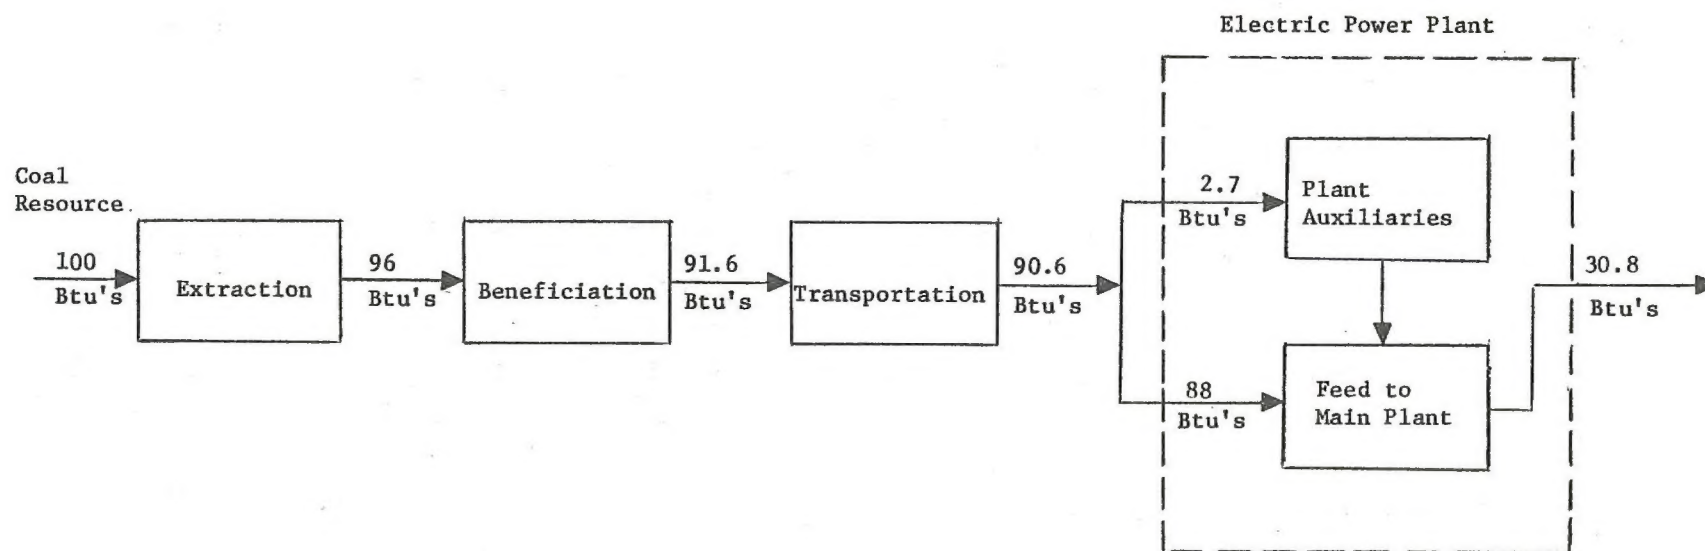 Electric Power Plant
Coal
Resource.
100
Btu's
Extraction
96
Btu's
Beneficiation
91.6
Btu's
Transportation
90.6
Btu's
2.7
Btu's
Plant
Auxiliaries
88
Btu's
Feed to
Main Plant
30.8
Btu's